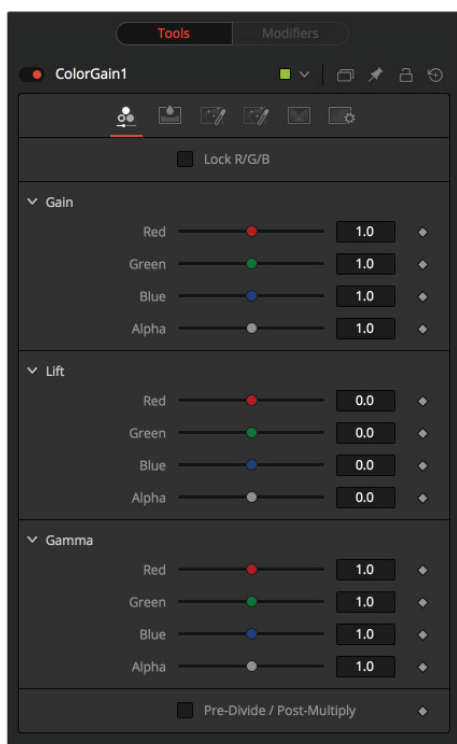 Tools Modifiers
ColorGain1
Lock R/G/B
Gain
Red 1.0
Green 1.0
Blue 1.0
Alpha 1.0
Lift
Red 0.0
Green 0.0
Blue 0.0
Alpha 0.0
Gamma
Red 1.0
Green 1.0
Blue 1.0
Alpha 1.0
Pre-Divide / Post-Multiply